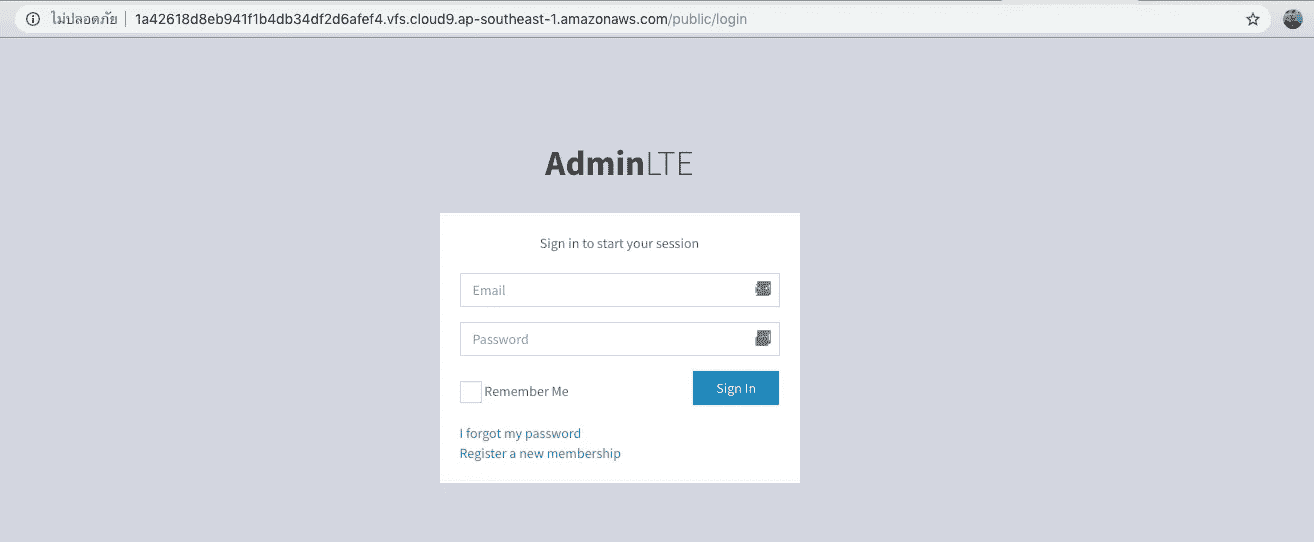 ไม่ปลอดภัย | 1a42618d8eb941f1b4db34df2d6afef4.vfs.cloud9.ap-southeast-1.amazonaws.com/public/login
AdminLTE
Sign in to start your session
Email
Password
Remember Me
Sign In
I forgot my password
Register a new membership